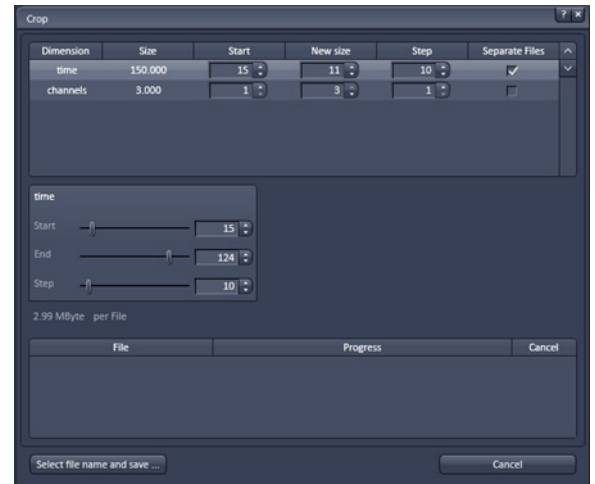 Crop
? ×
Dimension Size Start New size Step Separate Files
time 150.000 15 11 10
channels 3.000 1 3 1
time
Start 15
End 124
Step 10
2.99 MByte per File
File Progress Cancel
Select file name and save ... Cancel